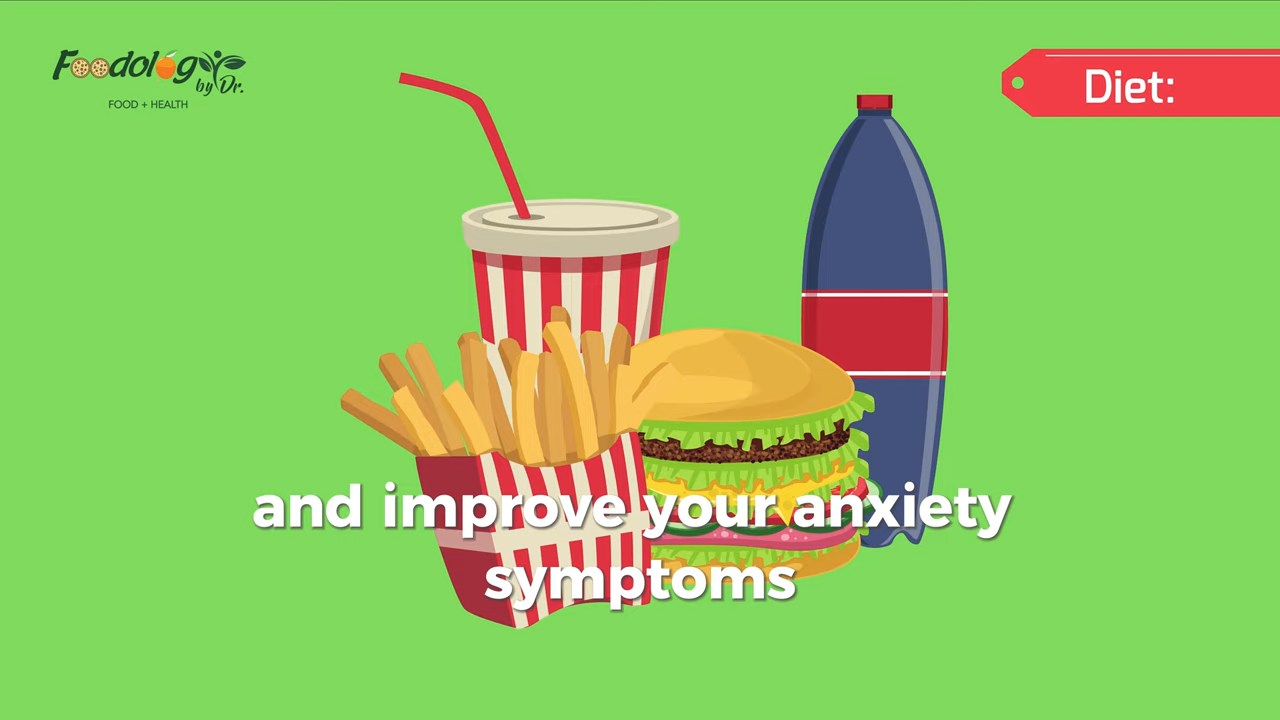 Foodology
by Dr.
FOOD + HEALTH
Diet:
and improve your anxiety
symptoms